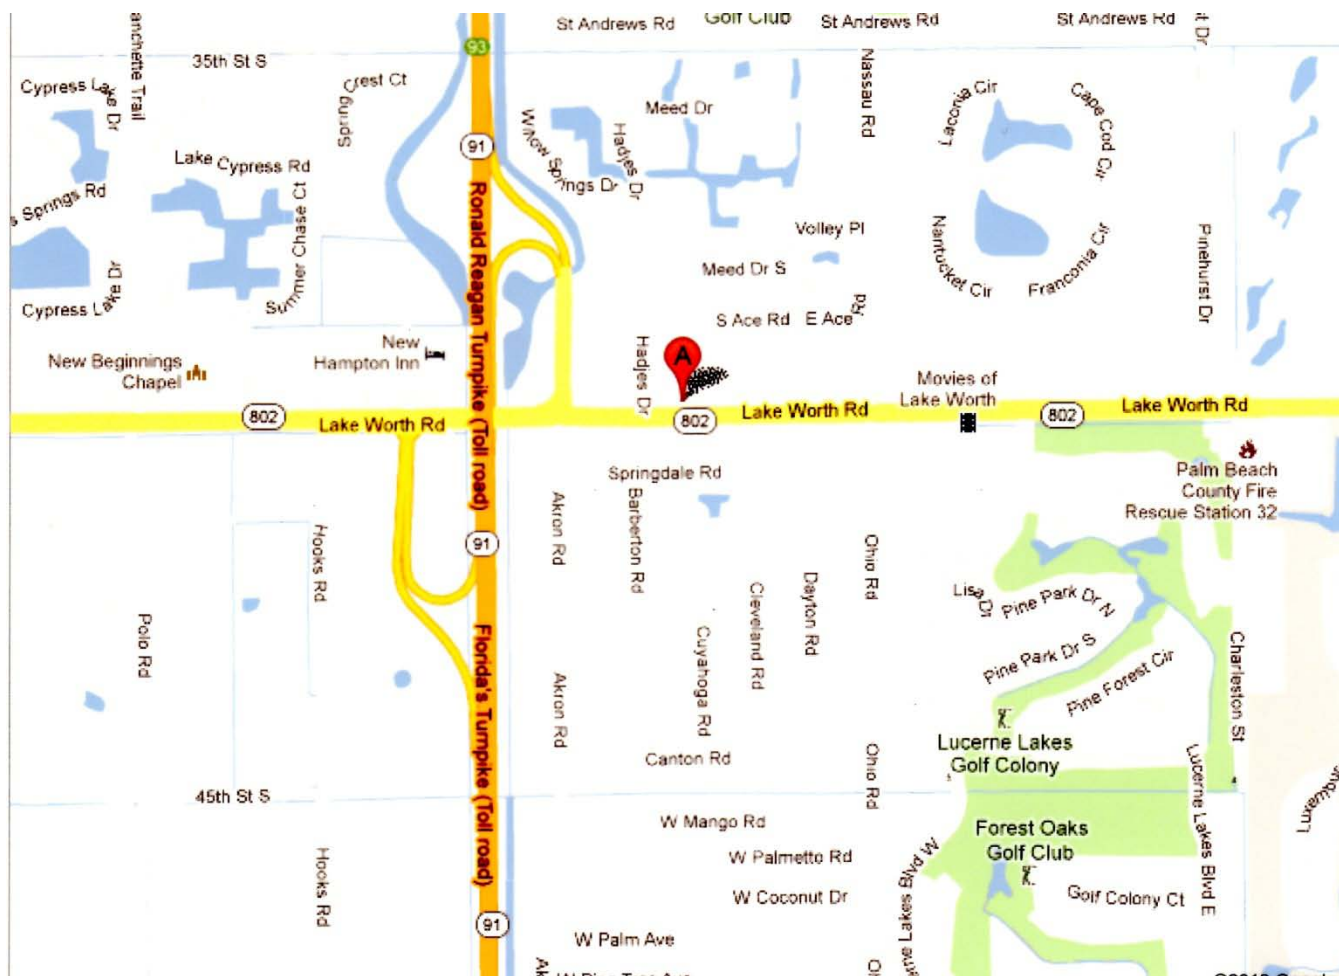 St Andrews Rd
Golf Club
St Andrews Rd
St Andrews Rd
anchette Trail
93
35th St S
Spring Crest Ct
Cypress Lake Dr
Nassau Rd
Laconia Cir
Cape Cod Cir
Meed Dr
Willow Springs Dr
Hadjes Dr
91
Lake Cypress Rd
s Springs Rd
Summer Chase Ct
Ronald Reagan Turnpike (Toll road)
Volley Pl
Nantucket Cir
Franconia Cir
Pinehurst Dr
Meed Dr S
Cypress Lake Dr
S Ace Rd
E Ace Rd
New
Hampton Inn
New Beginnings
Chapel
Hadjes Dr
A
Movies of
Lake Worth
802
Lake Worth Rd
802
Lake Worth Rd
802
Lake Worth Rd
Springdale Rd
Palm Beach
County Fire
Rescue Station 32
Akron Rd
Barberton Rd
91
Hooks Rd
Ohio Rd
Cleveland Rd
Dayton Rd
Lisa Dr
Pine Park Dr N
Polo Rd
Florida's Turnpike (Toll road)
Cuyahoga Rd
Pine Park Dr S
Pine Forest Cir
Charleston St
Akron Rd
Canton Rd
Ohio Rd
Lucerne Lakes
Golf Colony
Lucerne Lakes Blvd E
45th St S
W Mango Rd
Forest Oaks
Golf Club
W Palmetto Rd
erne Lakes Blvd W
Hooks Rd
W Coconut Dr
Golf Colony Ct
91
W Palm Ave